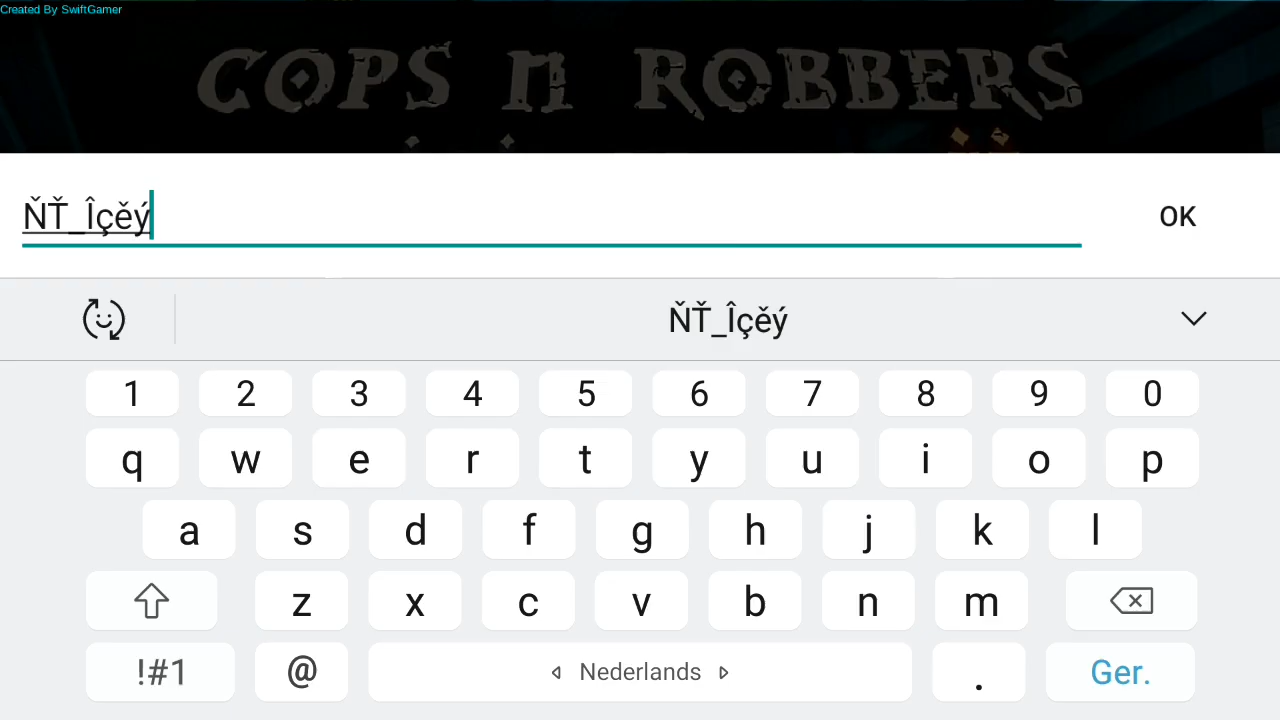 Created By SwiftGamer
COPS N ROBBERS
ŇŤ_Îçěý
OK
ŇŤ_Îçěý
1 2 3 4 5 6 7 8 9 0
q w e r t y u i o p
a s d f g h j k l
z x c v b n m
!#1 @ Nederlands . Ger.